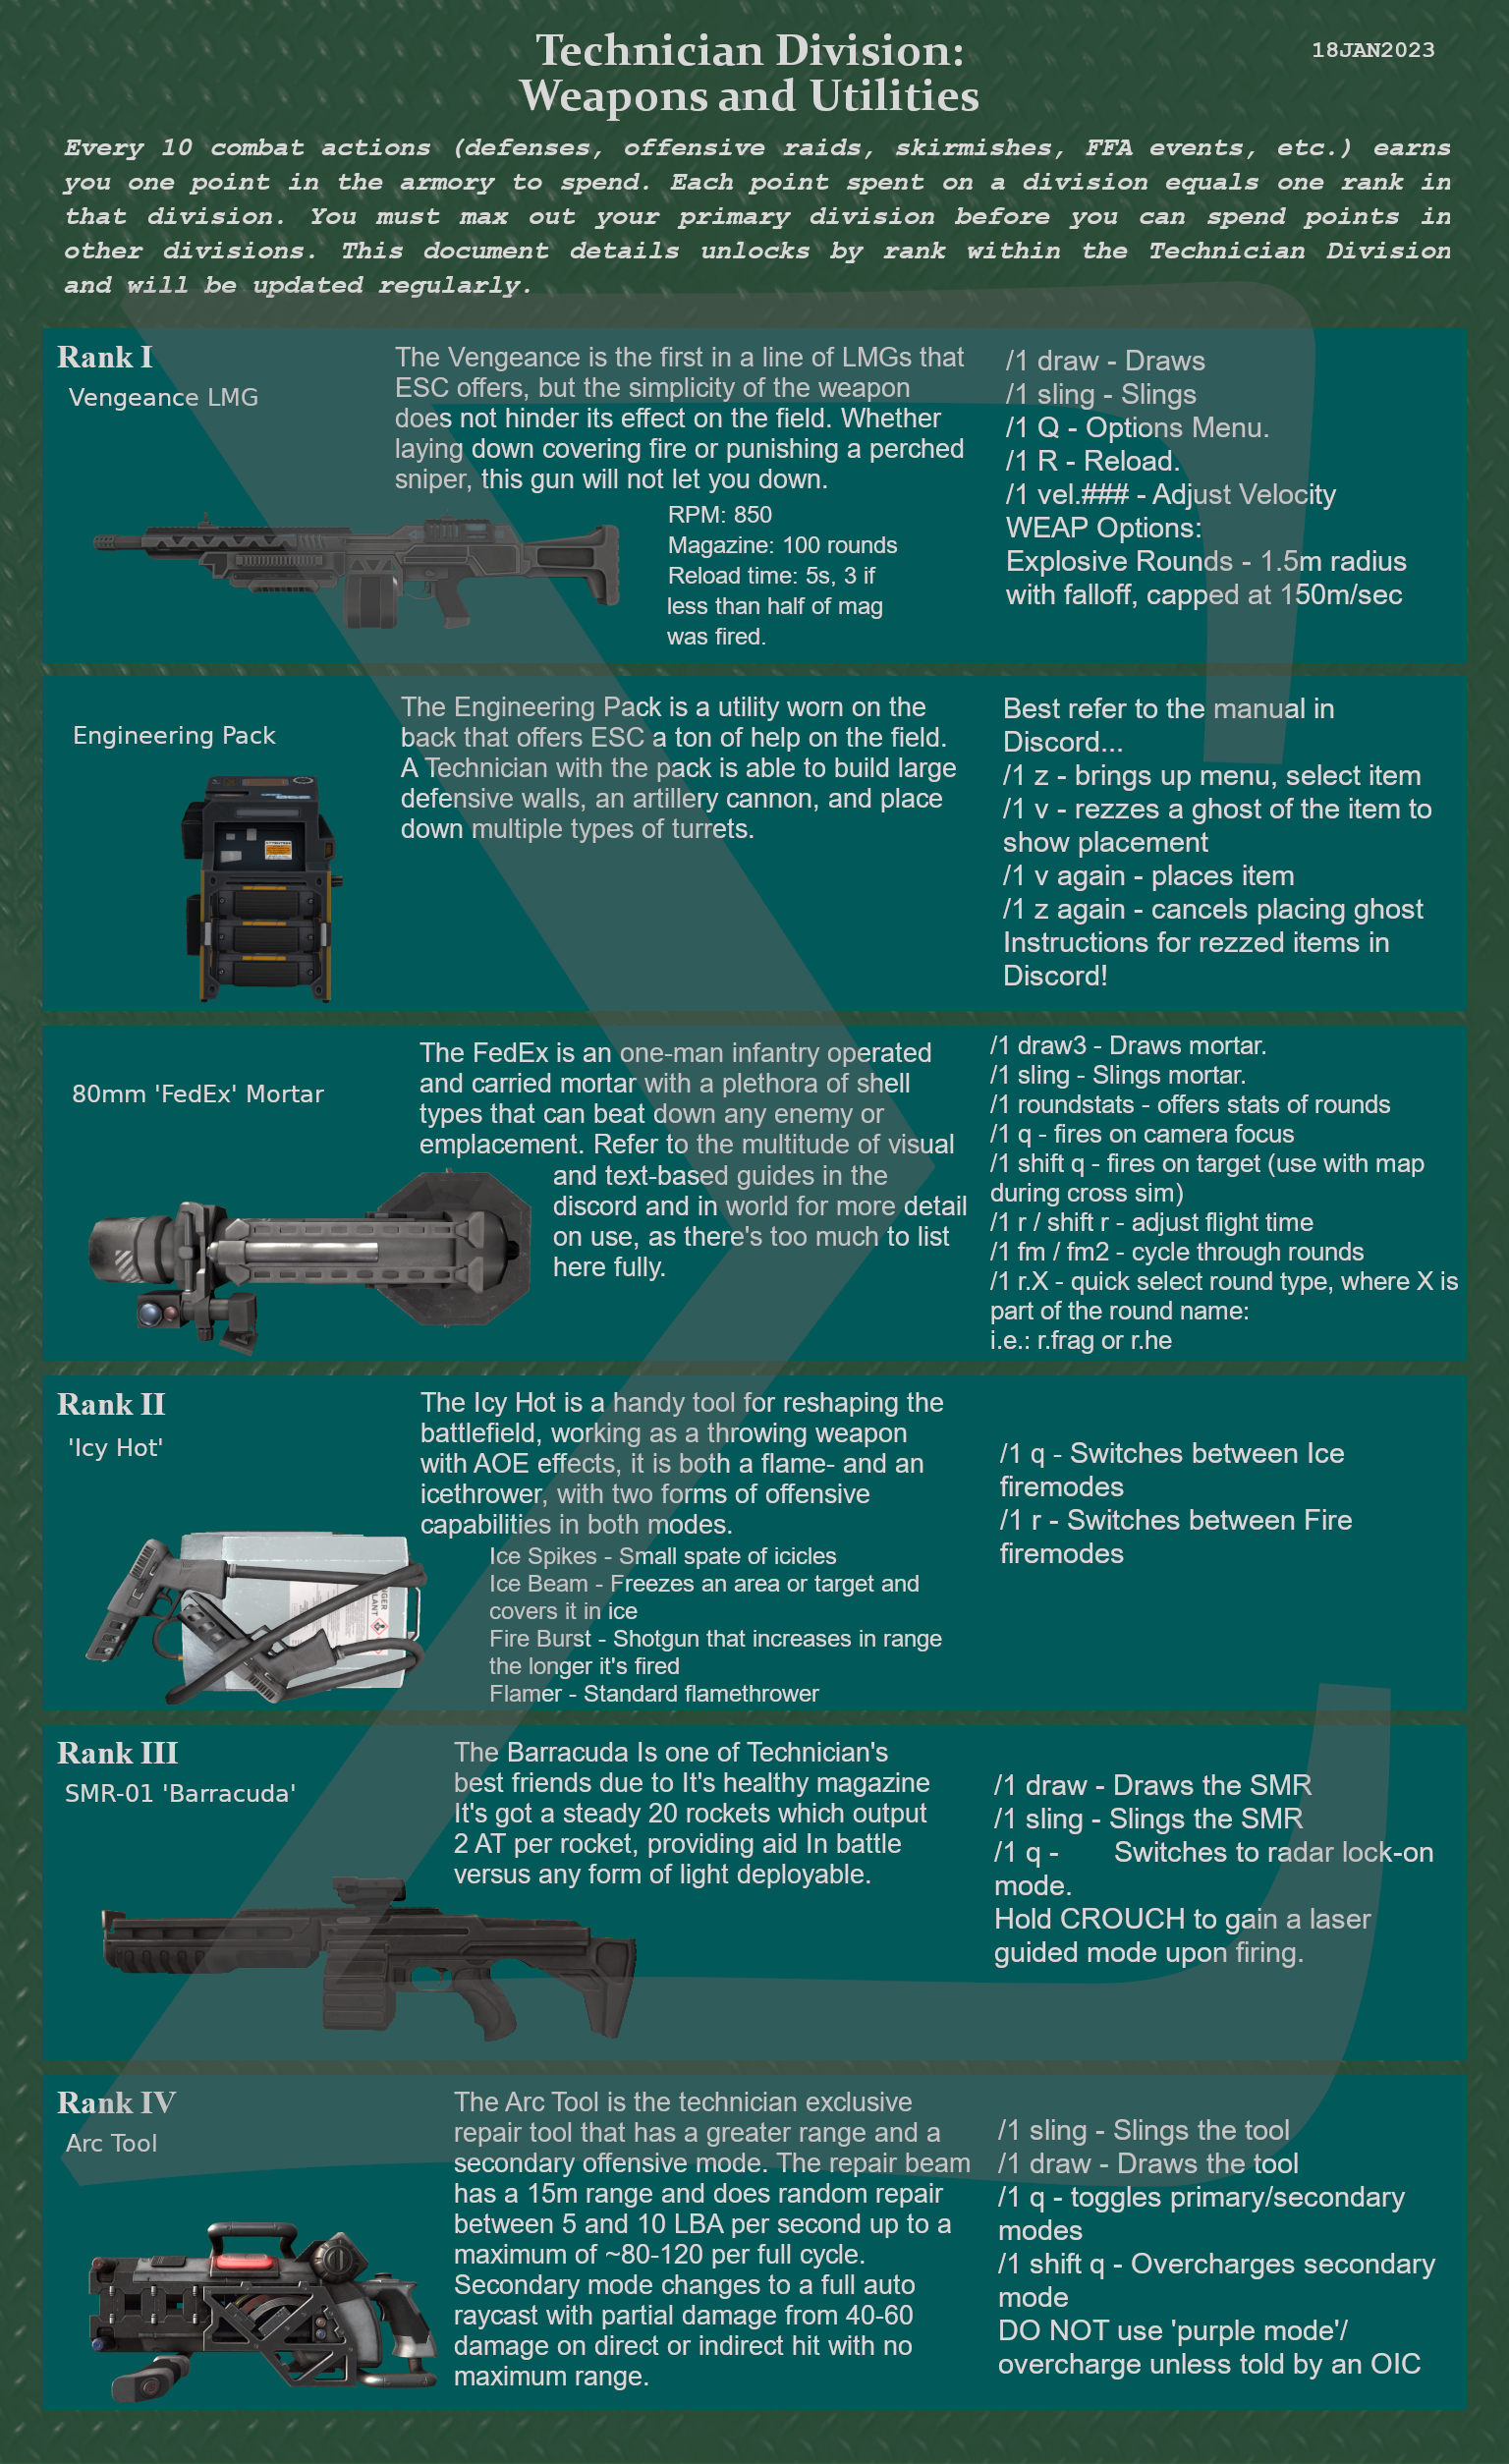 Technician Division:
Weapons and Utilities
18JAN2023
Every 10 combat actions (defenses, offensive raids, skirmishes, FFA events, etc.) earns
you one point in the armory to spend. Each point spent on a division equals one rank in
that division. You must max out your primary division before you can spend points in
other divisions. This document details unlocks by rank within the Technician Division
and will be updated regularly.
Rank I
Vengeance LMG
The Vengeance is the first in a line of LMGs that
ESC offers, but the simplicity of the weapon
does not hinder its effect on the field. Whether
laying down covering fire or punishing a perched
sniper, this gun will not let you down.
RPM: 850
Magazine: 100 rounds
Reload time: 5s, 3 if
less than half of mag
was fired.
/1 draw - Draws
/1 sling - Slings
/1 Q - Options Menu.
/1 R - Reload.
/1 vel.### - Adjust Velocity
WEAP Options:
Explosive Rounds - 1.5m radius
with falloff, capped at 150m/sec
Engineering Pack
The Engineering Pack is a utility worn on the
back that offers ESC a ton of help on the field.
A Technician with the pack is able to build large
defensive walls, an artillery cannon, and place
down multiple types of turrets.
Best refer to the manual in
Discord...
/1 z - brings up menu, select item
/1 v - rezzes a ghost of the item to
show placement
/1 v again - places item
/1 z again - cancels placing ghost
Instructions for rezzed items in
Discord!
80mm 'FedEx' Mortar
The FedEx is an one-man infantry operated
and carried mortar with a plethora of shell
types that can beat down any enemy or
emplacement. Refer to the multitude of visual
and text-based guides in the
discord and in world for more detail
on use, as there's too much to list
here fully.
/1 draw3 - Draws mortar.
/1 sling - Slings mortar.
/1 roundstats - offers stats of rounds
/1 q - fires on camera focus
/1 shift q - fires on target (use with map
during cross sim)
/1 r / shift r - adjust flight time
/1 fm / fm2 - cycle through rounds
/1 r.X - quick select round type, where X is
part of the round name:
i.e.: r.frag or r.he
Rank II
'Icy Hot'
The Icy Hot is a handy tool for reshaping the
battlefield, working as a throwing weapon
with AOE effects, it is both a flame- and an
icethrower, with two forms of offensive
capabilities in both modes.
Ice Spikes - Small spate of icicles
Ice Beam - Freezes an area or target and
covers it in ice
Fire Burst - Shotgun that increases in range
the longer it's fired
Flamer - Standard flamethrower
/1 q - Switches between Ice
firemodes
/1 r - Switches between Fire
firemodes
Rank III
SMR-01 'Barracuda'
The Barracuda Is one of Technician's
best friends due to It's healthy magazine
It's got a steady 20 rockets which output
2 AT per rocket, providing aid In battle
versus any form of light deployable.
/1 draw - Draws the SMR
/1 sling - Slings the SMR
/1 q - Switches to radar lock-on
mode.
Hold CROUCH to gain a laser
guided mode upon firing.
Rank IV
Arc Tool
The Arc Tool is the technician exclusive
repair tool that has a greater range and a
secondary offensive mode. The repair beam
has a 15m range and does random repair
between 5 and 10 LBA per second up to a
maximum of ~80-120 per full cycle.
Secondary mode changes to a full auto
raycast with partial damage from 40-60
damage on direct or indirect hit with no
maximum range.
/1 sling - Slings the tool
/1 draw - Draws the tool
/1 q - toggles primary/secondary
modes
/1 shift q - Overcharges secondary
mode
DO NOT use 'purple mode'/
overcharge unless told by an OIC